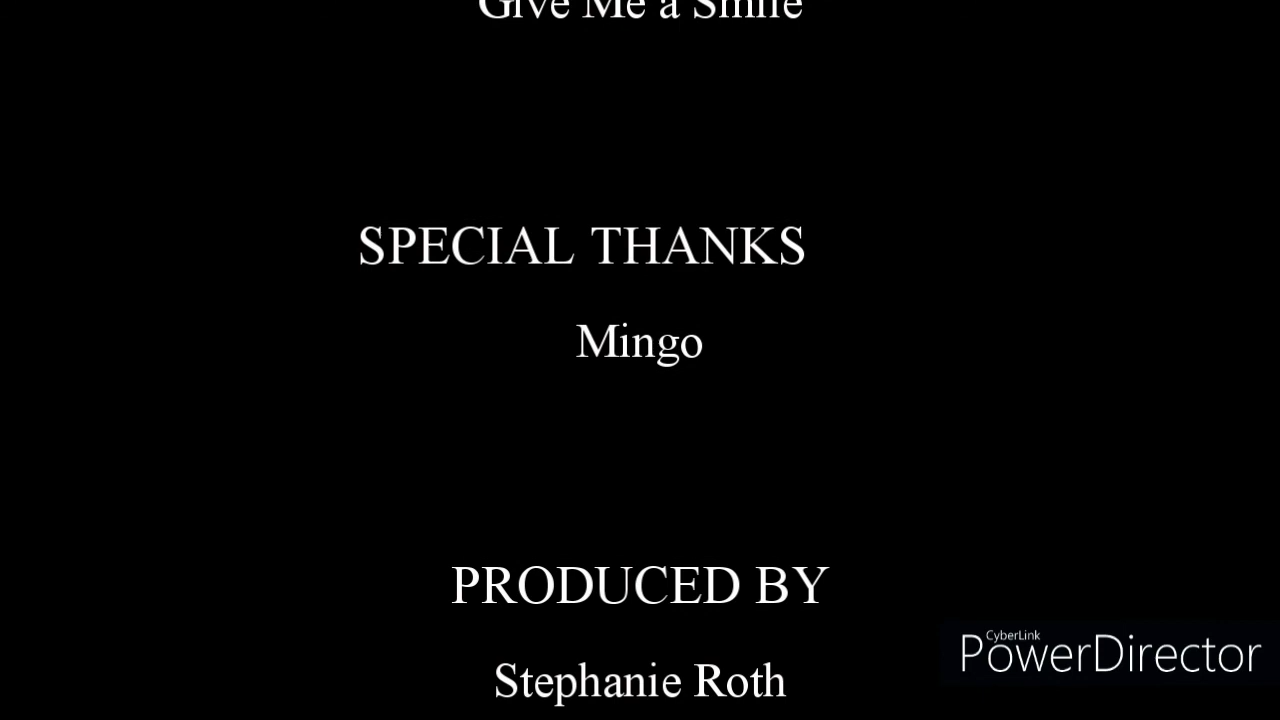 Give Me a Smile
SPECIAL THANKS
Mingo
PRODUCED BY
CyberLink
PowerDirector
Stephanie Roth